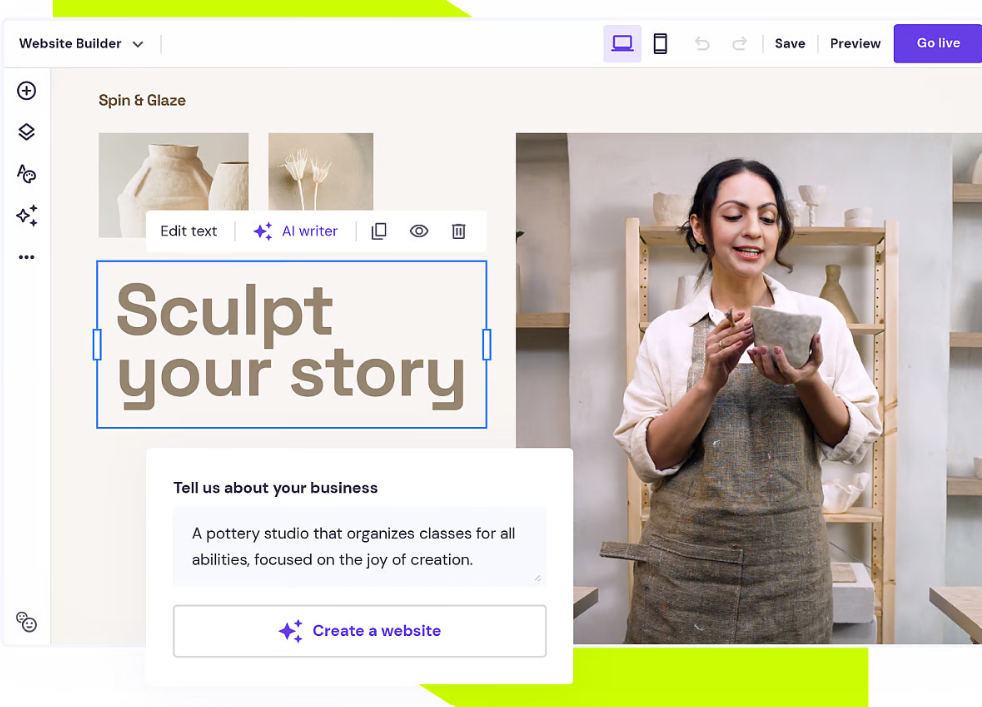 Website Builder
Save
Preview
Go live
Spin & Glaze
Edit text
AI writer
Sculpt
your story
Tell us about your business
A pottery studio that organizes classes for all
abilities, focused on the joy of creation.
Create a website